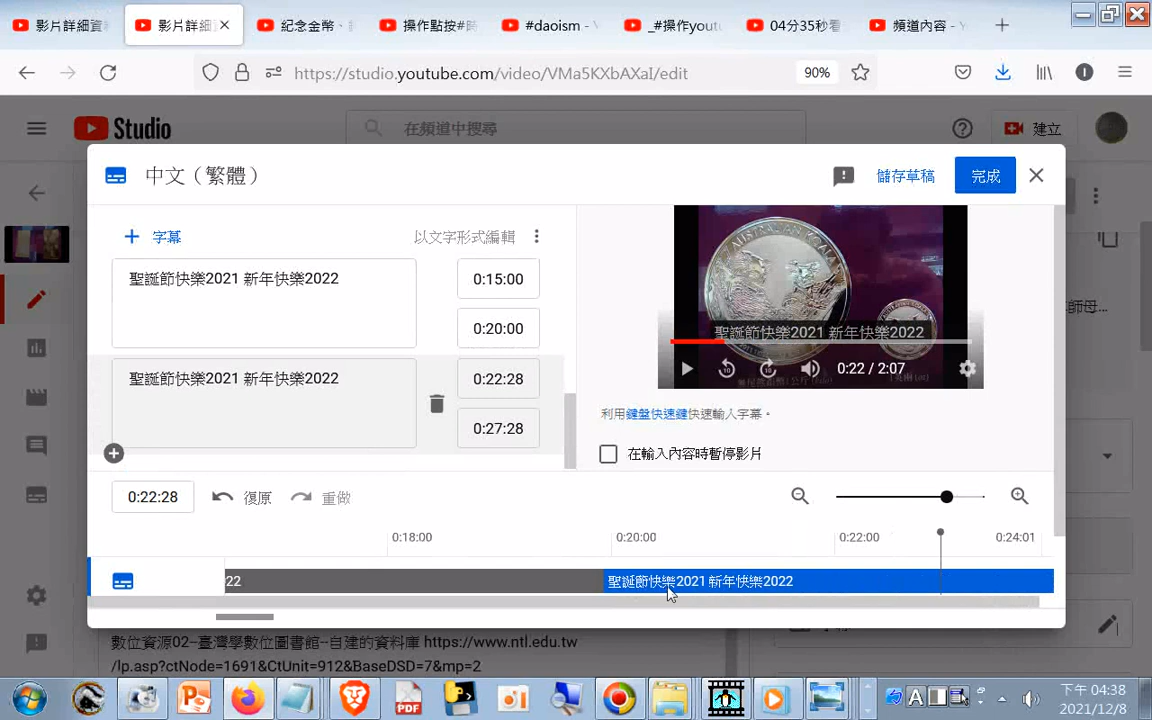 影片詳細資
影片詳細
紀念金幣、
操作點按#時
#daoism -
_#操作yout
04分35秒看
頻道內容 -
https://studio.youtube.com/video/VMa5KXbAXaI/edit
90%
Studio
在頻道中搜尋
建立
中文（繁體）
儲存草稿
完成
字幕
以文字形式編輯
聖誕節快樂2021 新年快樂2022
0:15:00
0:20:00
聖誕節快樂2021 新年快樂2022
0:22:28
0:27:28
AUSTRALIAN KOALA
聖誕節快樂2021 新年快樂2022
0:22 / 2:07
利用鍵盤快速鍵快速輸入字幕。
在輸入內容時暫停影片
0:22:28
復原
重做
0:18:00
0:20:00
0:22:00
0:24:01
22
聖誕節快樂2021 新年快樂2022
數位資源02--臺灣學數位圖書館--自建的資料庫 https://www.ntl.edu.tw
/lp.asp?ctNode=1691&CtUnit=912&BaseDSD=7&mp=2
師母...
PDF
下午 04:38
2021/12/8